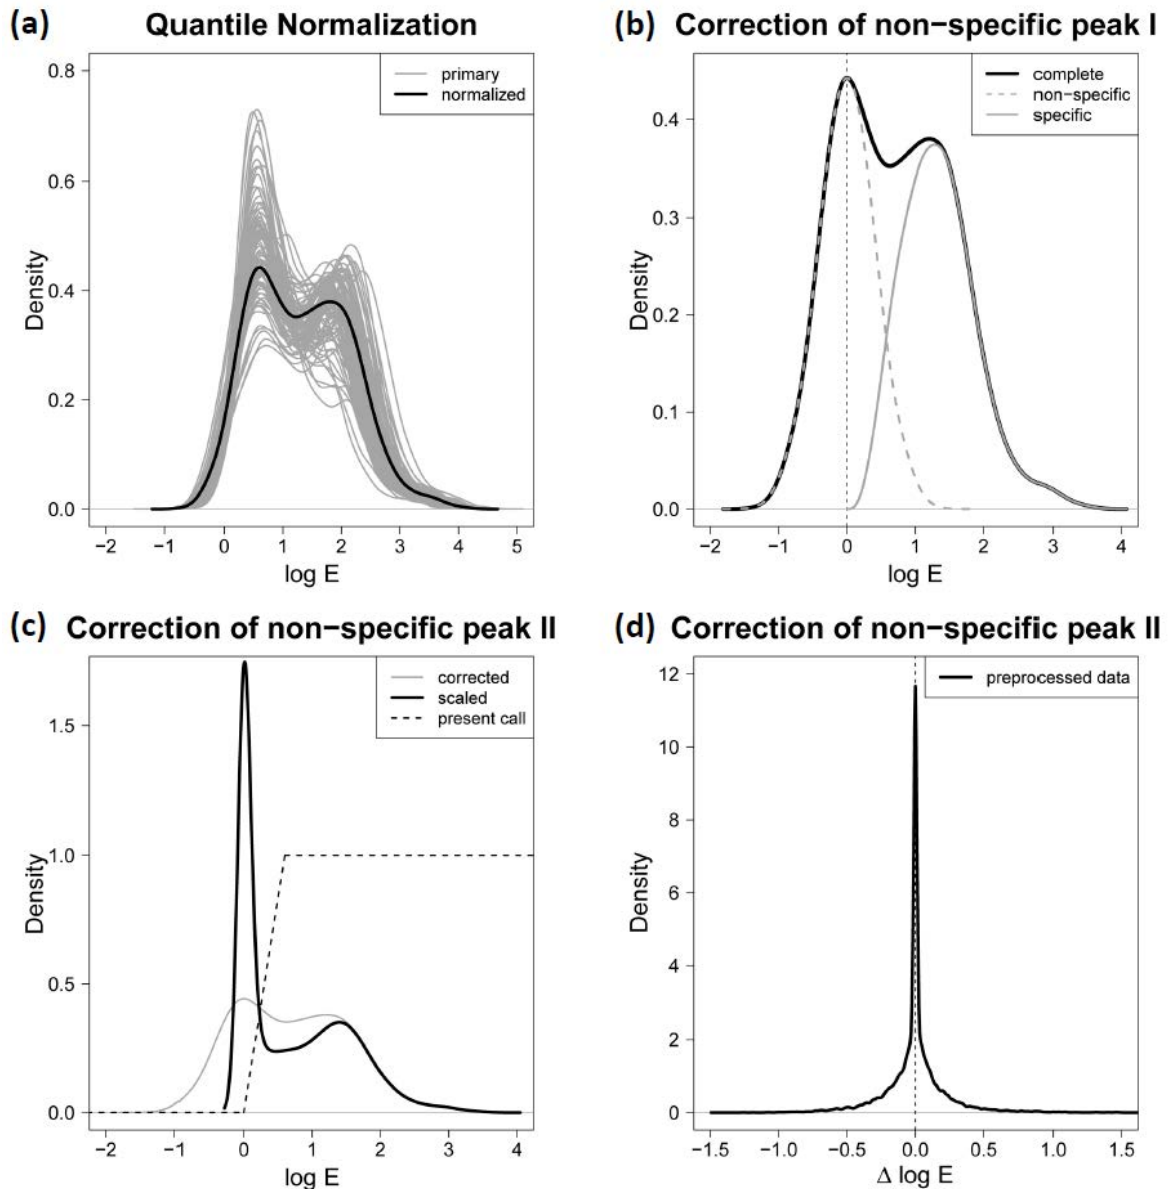 (a) Quantile Normalization
primary
normalized
Density
0.8
0.6
0.4
0.2
0.0
−2 −1 0 1 2 3 4 5
log E
(b) Correction of non−specific peak I
complete
non-specific
specific
Density
0.4
0.3
0.2
0.1
0.0
−2 −1 0 1 2 3 4
log E
(c) Correction of non−specific peak II
corrected
scaled
present call
Density
1.5
1.0
0.5
0.0
−2 −1 0 1 2 3 4
log E
(d) Correction of non−specific peak II
preprocessed data
Density
12
10
8
6
4
2
0
−1.5 −1.0 −0.5 0.0 0.5 1.0 1.5
Δ log E